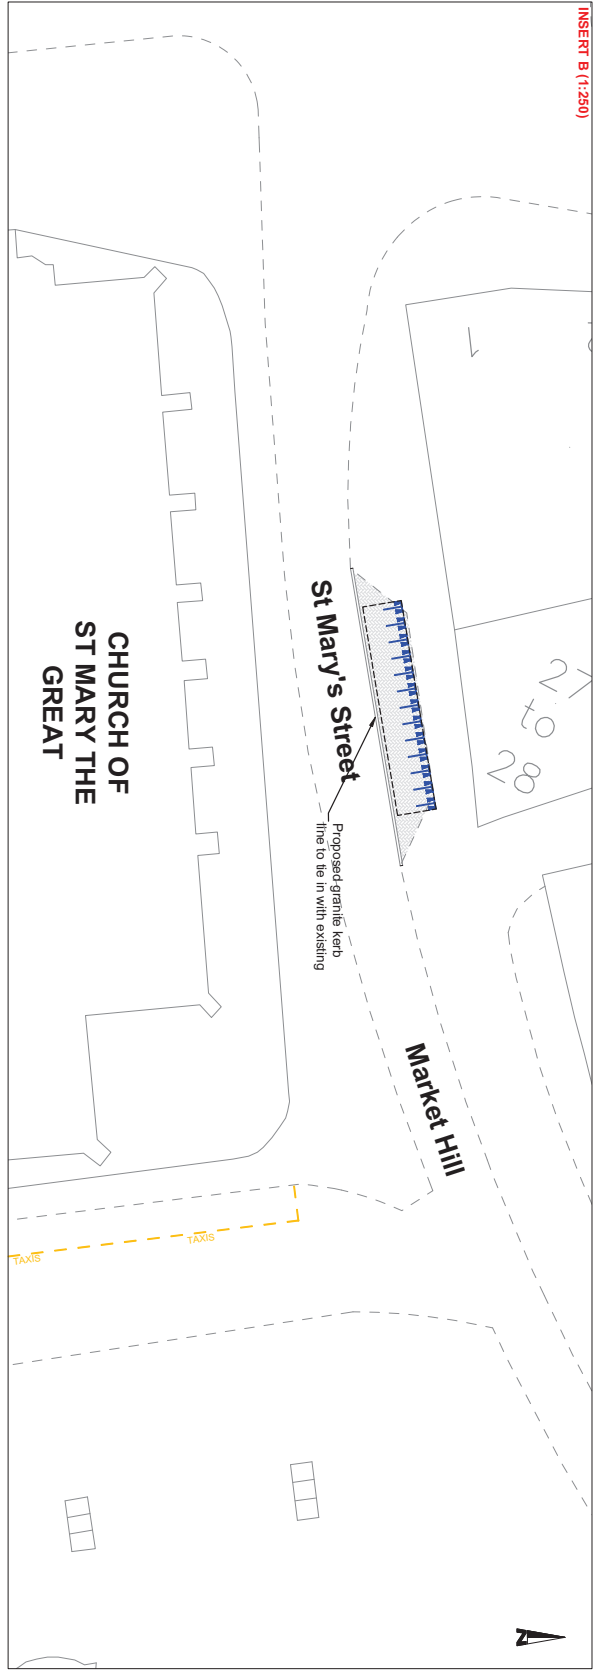 INSERT B (1:250)
1
27
to
28
St Mary's Street
Proposed granite kerb
line to tie in with existing
CHURCH OF
ST MARY THE
GREAT
Market Hill
TAXIS
TAXIS
N